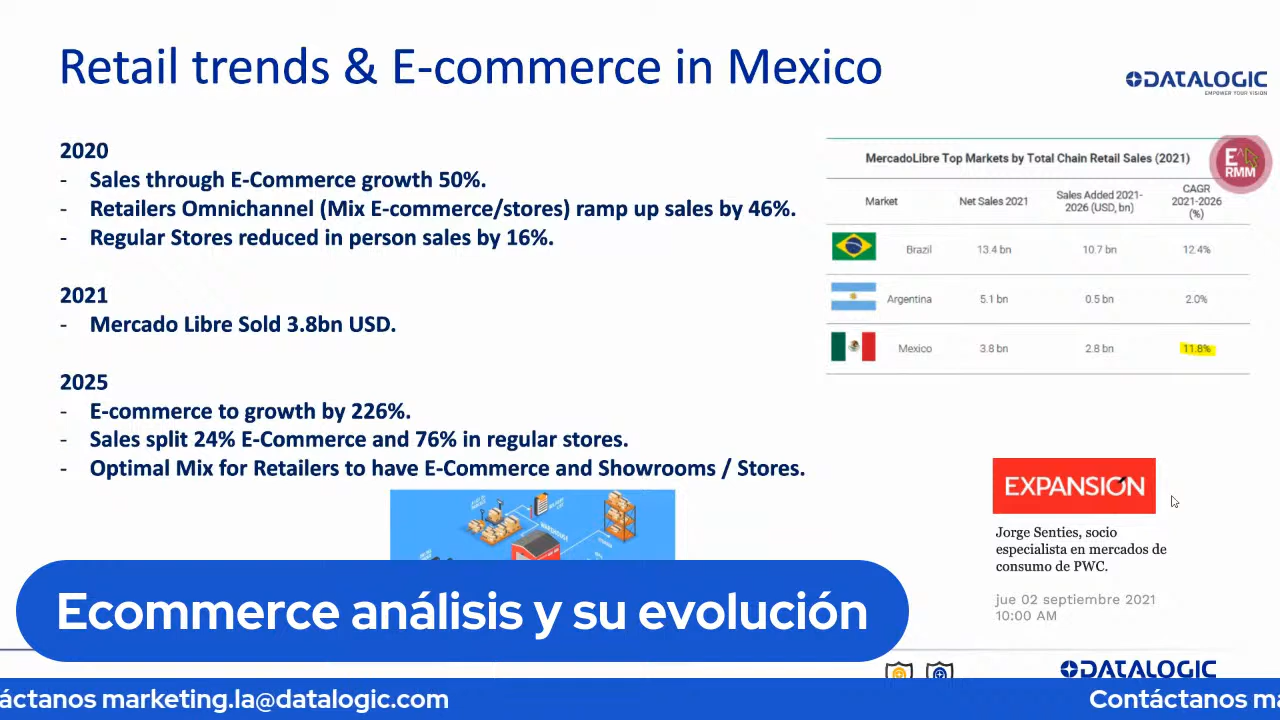 Retail trends & E-commerce in Mexico
DATALOGIC
EMPOWER YOUR VISION
2020
- Sales through E-Commerce growth 50%.
- Retailers Omnichannel (Mix E-commerce/stores) ramp up sales by 46%.
- Regular Stores reduced in person sales by 16%.
2021
- Mercado Libre Sold 3.8bn USD.
2025
- E-commerce to growth by 226%.
- Sales split 24% E-Commerce and 76% in regular stores.
- Optimal Mix for Retailers to have E-Commerce and Showrooms / Stores.
MercadoLibre Top Markets by Total Chain Retail Sales (2021)
E
RMM
Market Net Sales 2021 Sales Added 2021-2026 (USD, bn) CAGR 2021-2026 (%)
Brazil 13.4 bn 10.7 bn 12.4%
Argentina 5.1 bn 0.5 bn 2.0%
Mexico 3.8 bn 2.8 bn 11.8%
EXPANSIÓN
Jorge Senties, socio
especialista en mercados de
consumo de PWC.
jue 02 septiembre 2021
10:00 AM
Ecommerce análisis y su evolución
DATALOGIC
áctanos marketing.la@datalogic.com
Contáctanos ma